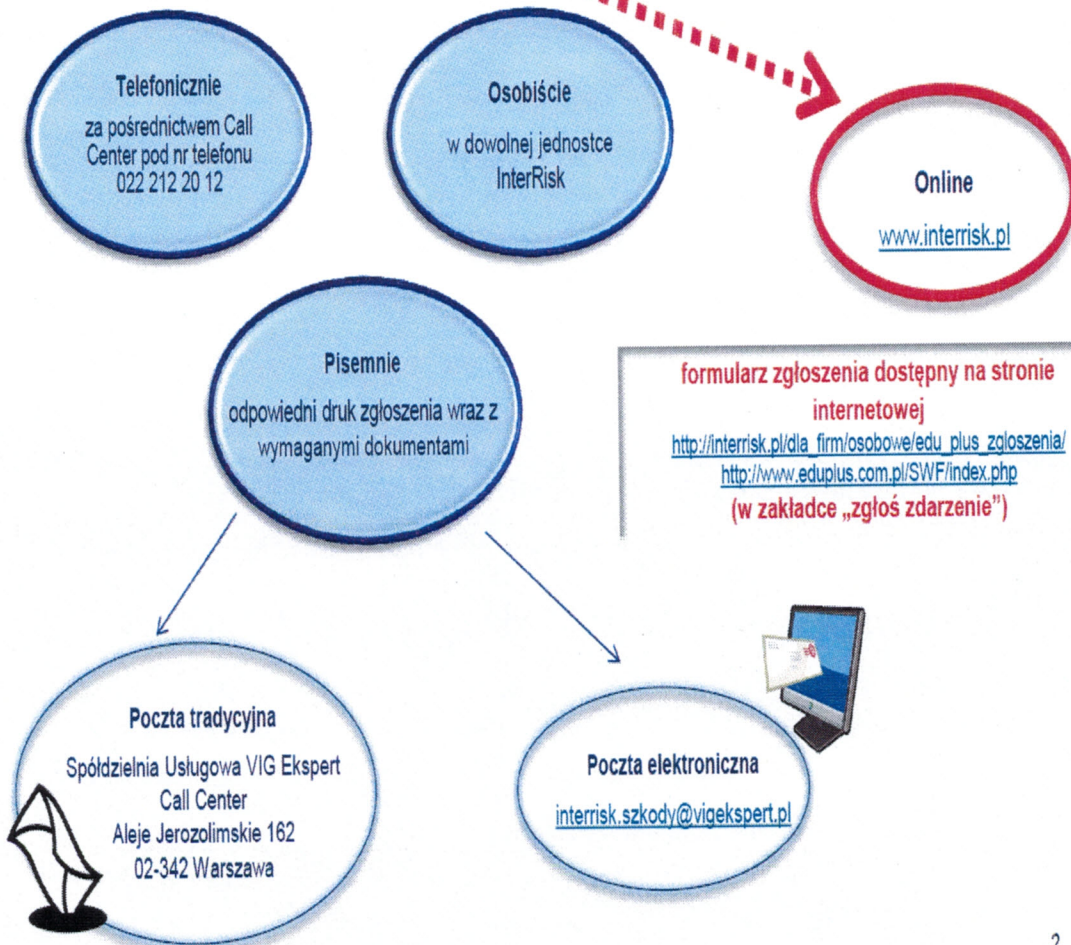 Telefonicznie
za pośrednictwem Call
Center pod nr telefonu
022 212 20 12
Osobiście
w dowolnej jednostce
InterRisk
Online
www.interrisk.pl
Pisemnie
odpowiedni druk zgłoszenia wraz z
wymaganymi dokumentami
formularz zgłoszenia dostępny na stronie
internetowej
http://interrisk.pl/dla_firm/osobowe/edu_plus_zgloszenia/
http://www.eduplus.com.pl/SWF/index.php
(w zakładce „zgłoś zdarzenie”)
Poczta tradycyjna
Spółdzielnia Usługowa VIG Ekspert
Call Center
Aleje Jerozolimskie 162
02-342 Warszawa
Poczta elektroniczna
interrisk.szkody@vigekspert.pl